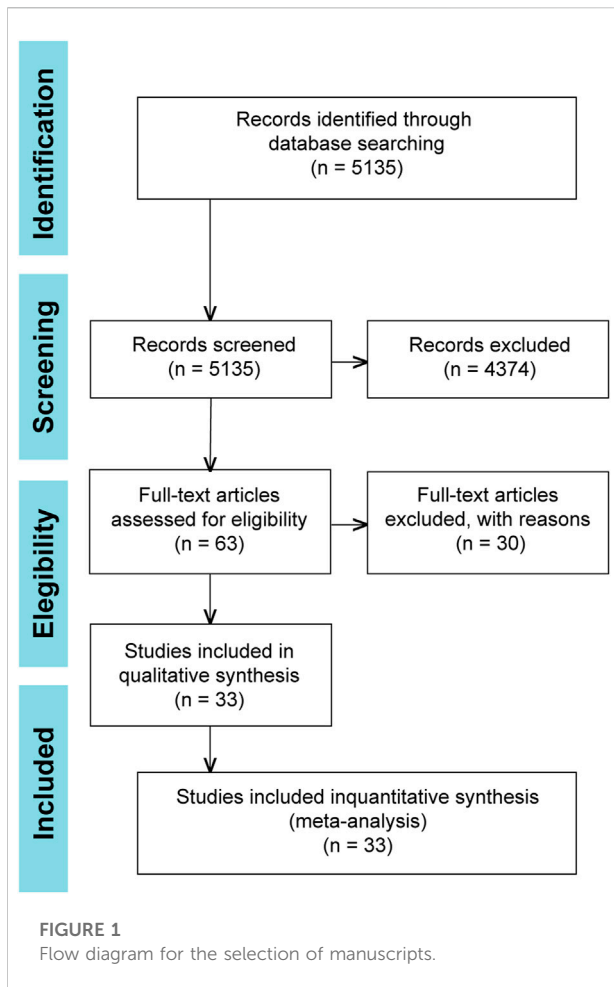 Identification
Records identified through
database searching
(n = 5135)
Screening
Records screened
(n = 5135)
Records excluded
(n = 4374)
Elegibility
Full-text articles
assessed for eligibility
(n = 63)
Full-text articles
excluded, with reasons
(n = 30)
Studies included in
qualitative synthesis
(n = 33)
Included
Studies included inquantitative synthesis
(meta-analysis)
(n = 33)
FIGURE 1
Flow diagram for the selection of manuscripts.